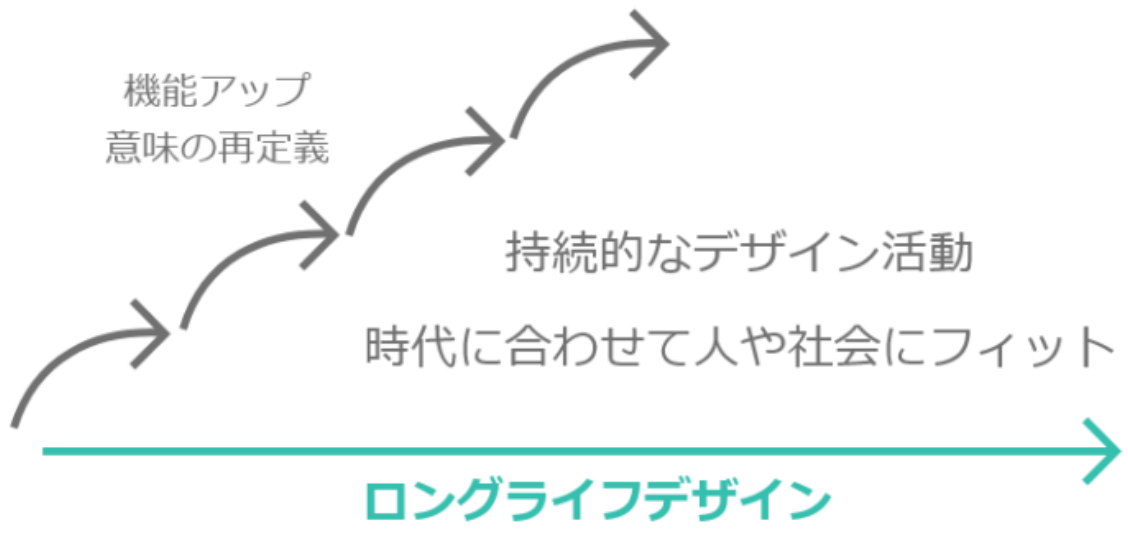 機能アップ
意味の再定義
持続的なデザイン活動
時代に合わせて人や社会にフィット
ロングライフデザイン